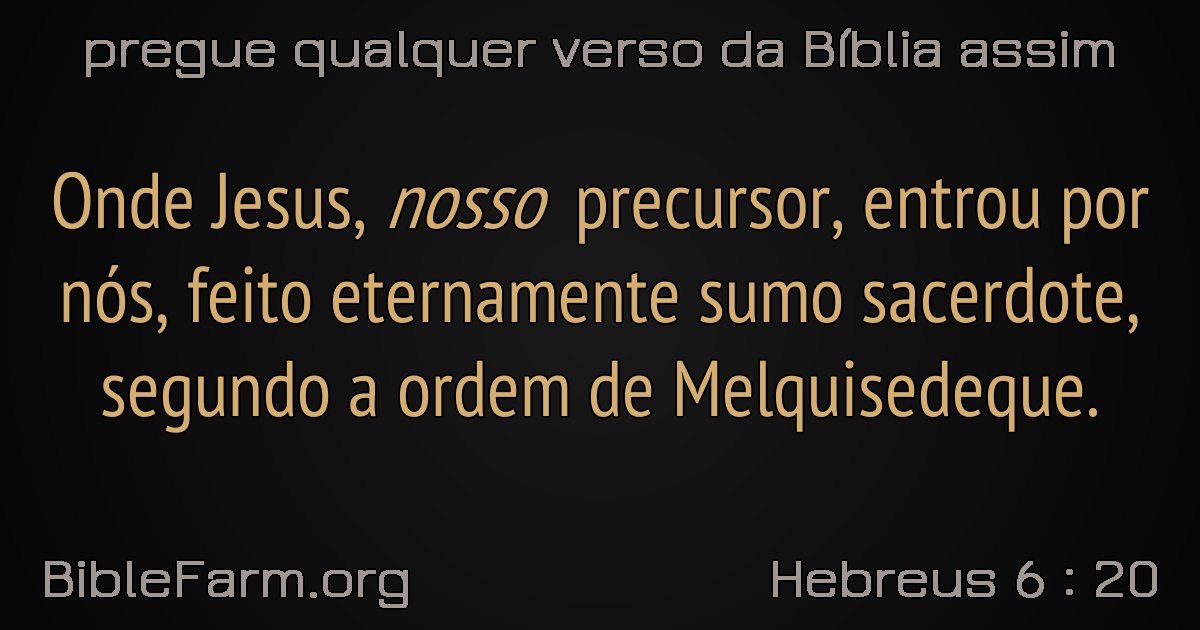 pregue qualquer verso da Bíblia assim
Onde Jesus, nosso precursor, entrou por
nós, feito eternamente sumo sacerdote,
segundo a ordem de Melquisedeque.
BibleFarm.org
Hebreus 6 : 20